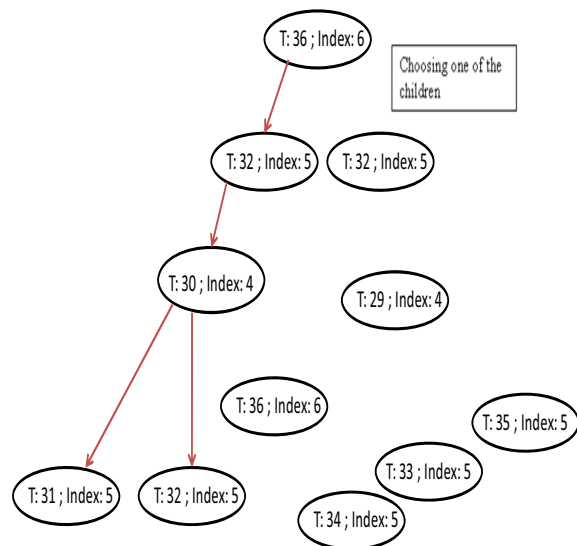 T: 36 ; Index: 6
Choosing one of the
children
T: 32 ; Index: 5
T: 32 ; Index: 5
T: 30 ; Index: 4
T: 29 ; Index: 4
T: 36 ; Index: 6
T: 35 ; Index: 5
T: 33 ; Index: 5
T: 31 ; Index: 5
T: 32 ; Index: 5
T: 34 ; Index: 5